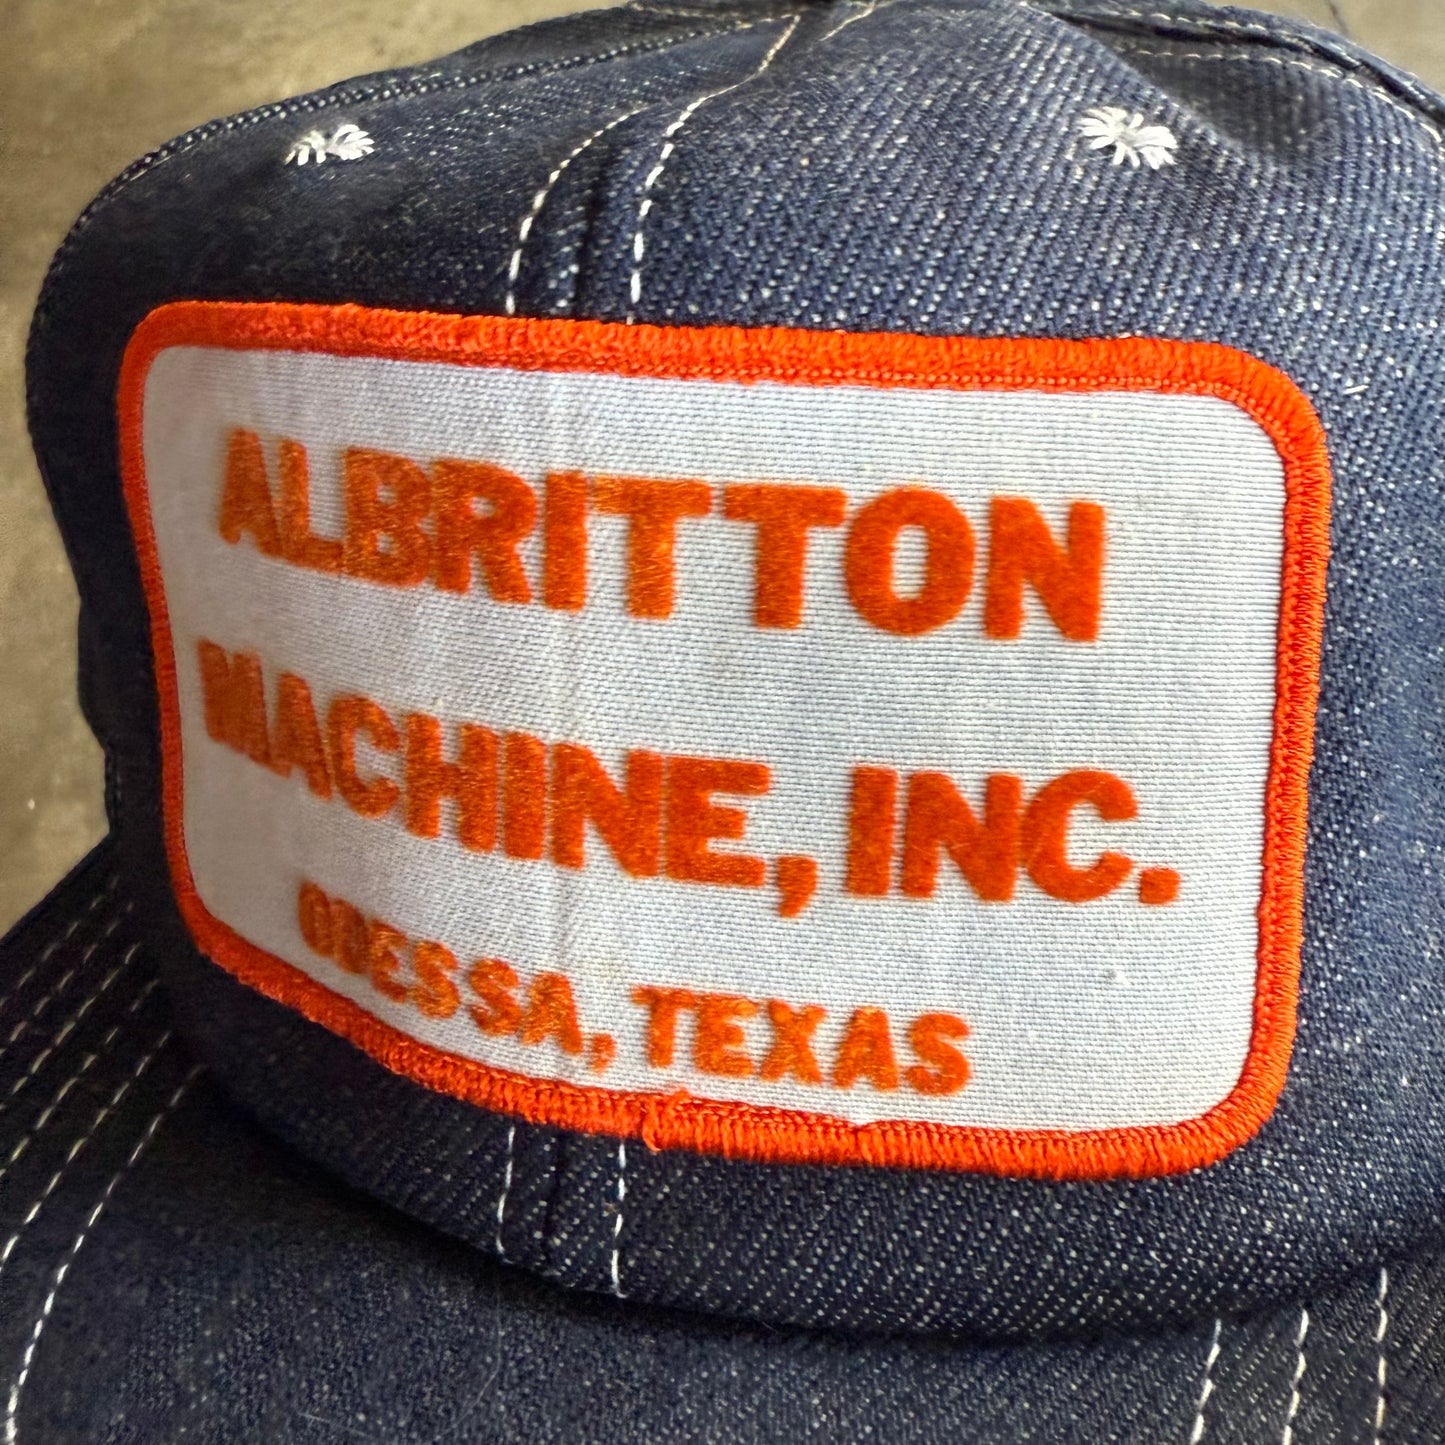 ALBRITTON
MACHINE, INC.
ODESSA, TEXAS